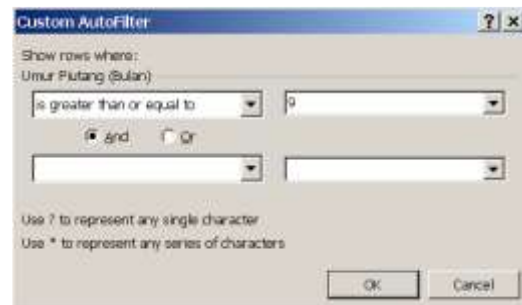 Custom AutoFilter
Show rows where:
Umur Piutang (Bulan)
is greater than or equal to 9
And Or
Use ? to represent any single character
Use * to represent any series of characters
OK Cancel